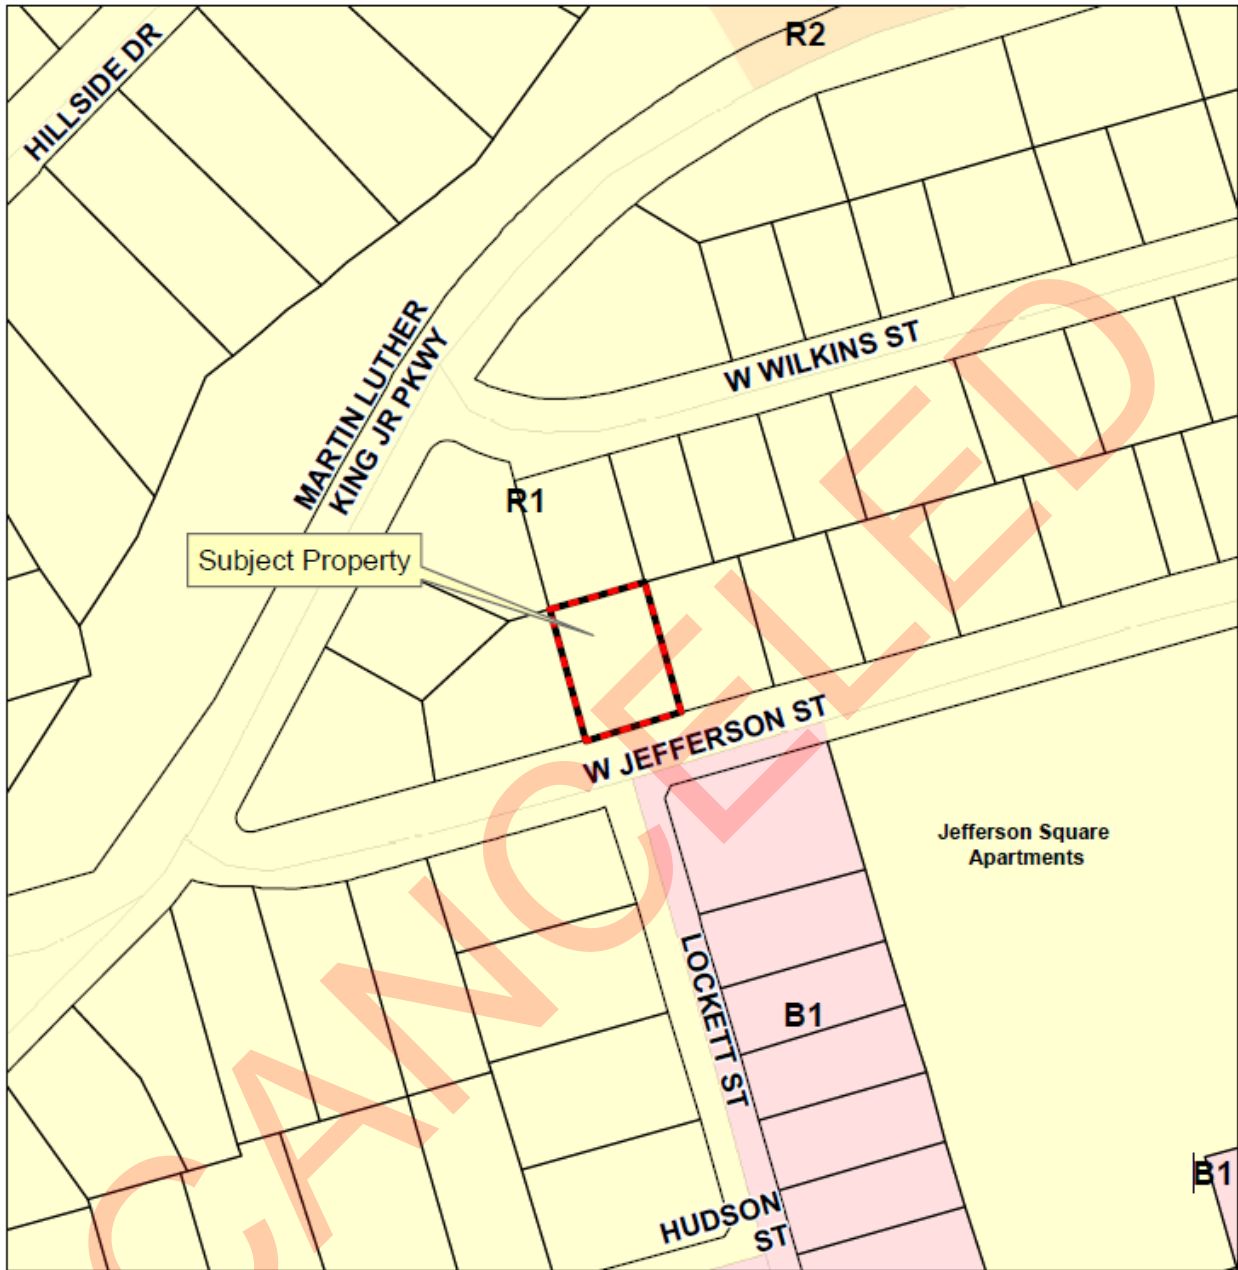 R2
HILLSIDE DR
MARTIN LUTHER
KING JR PKWY
W WILKINS ST
R1
Subject Property
W JEFFERSON ST
Jefferson Square
Apartments
LOCKETT ST
B1
B1
HUDSON
ST
CANCELED